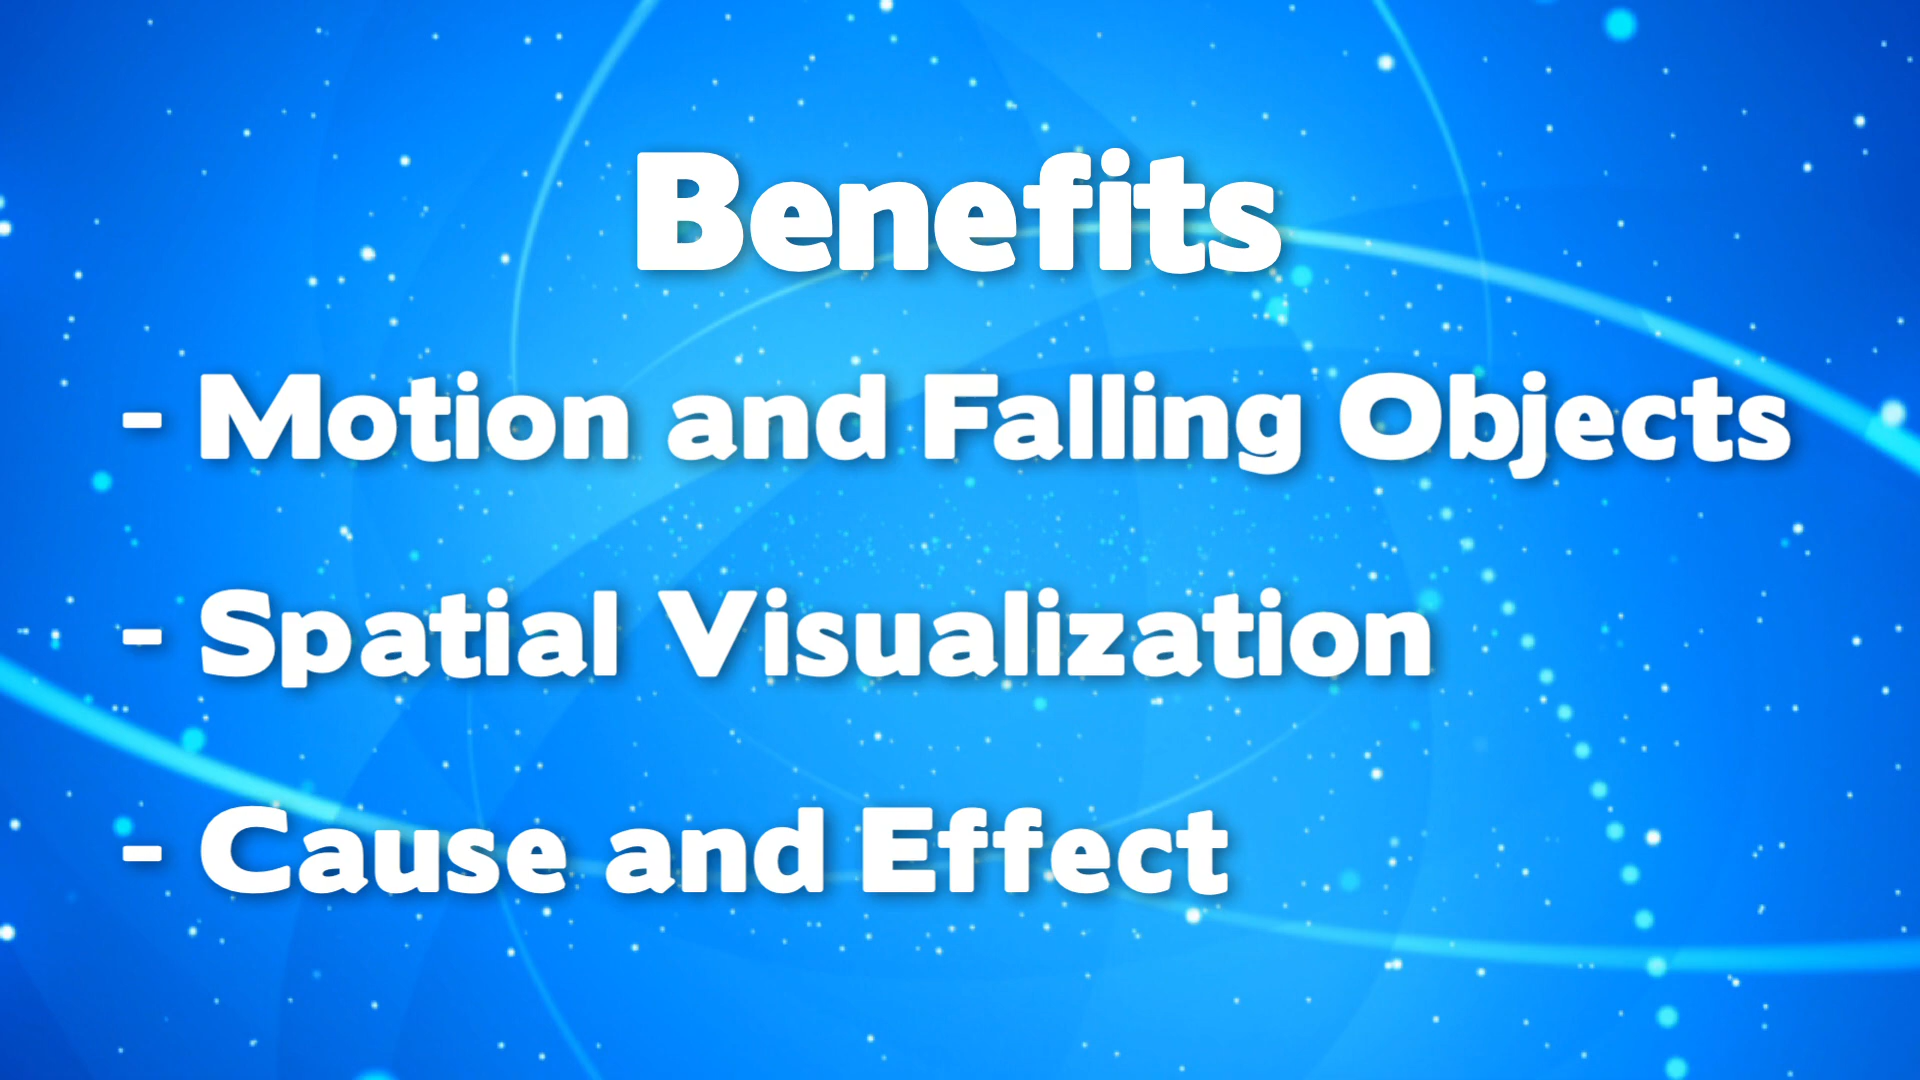 Benefits
- Motion and Falling Objects
- Spatial Visualization
- Cause and Effect